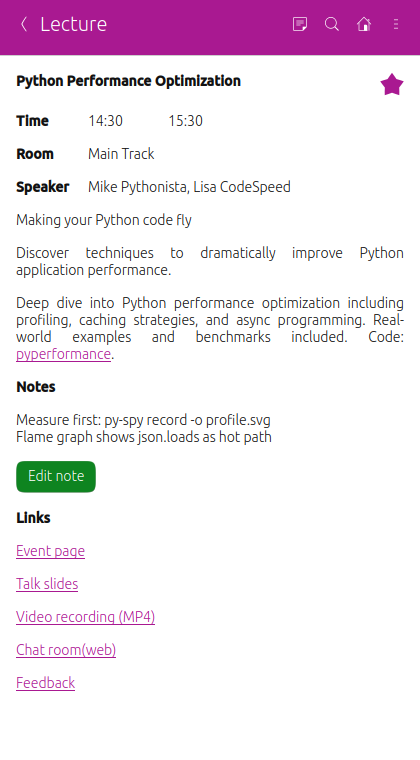 Lecture
Python Performance Optimization
Time 14:30 15:30
Room Main Track
Speaker Mike Pythonista, Lisa CodeSpeed
Making your Python code fly
Discover techniques to dramatically improve Python
application performance.
Deep dive into Python performance optimization including
profiling, caching strategies, and async programming. Real-
world examples and benchmarks included. Code:
pyperformance.
Notes
Measure first: py-spy record -o profile.svg
Flame graph shows json.loads as hot path
Edit note
Links
Event page
Talk slides
Video recording (MP4)
Chat room(web)
Feedback